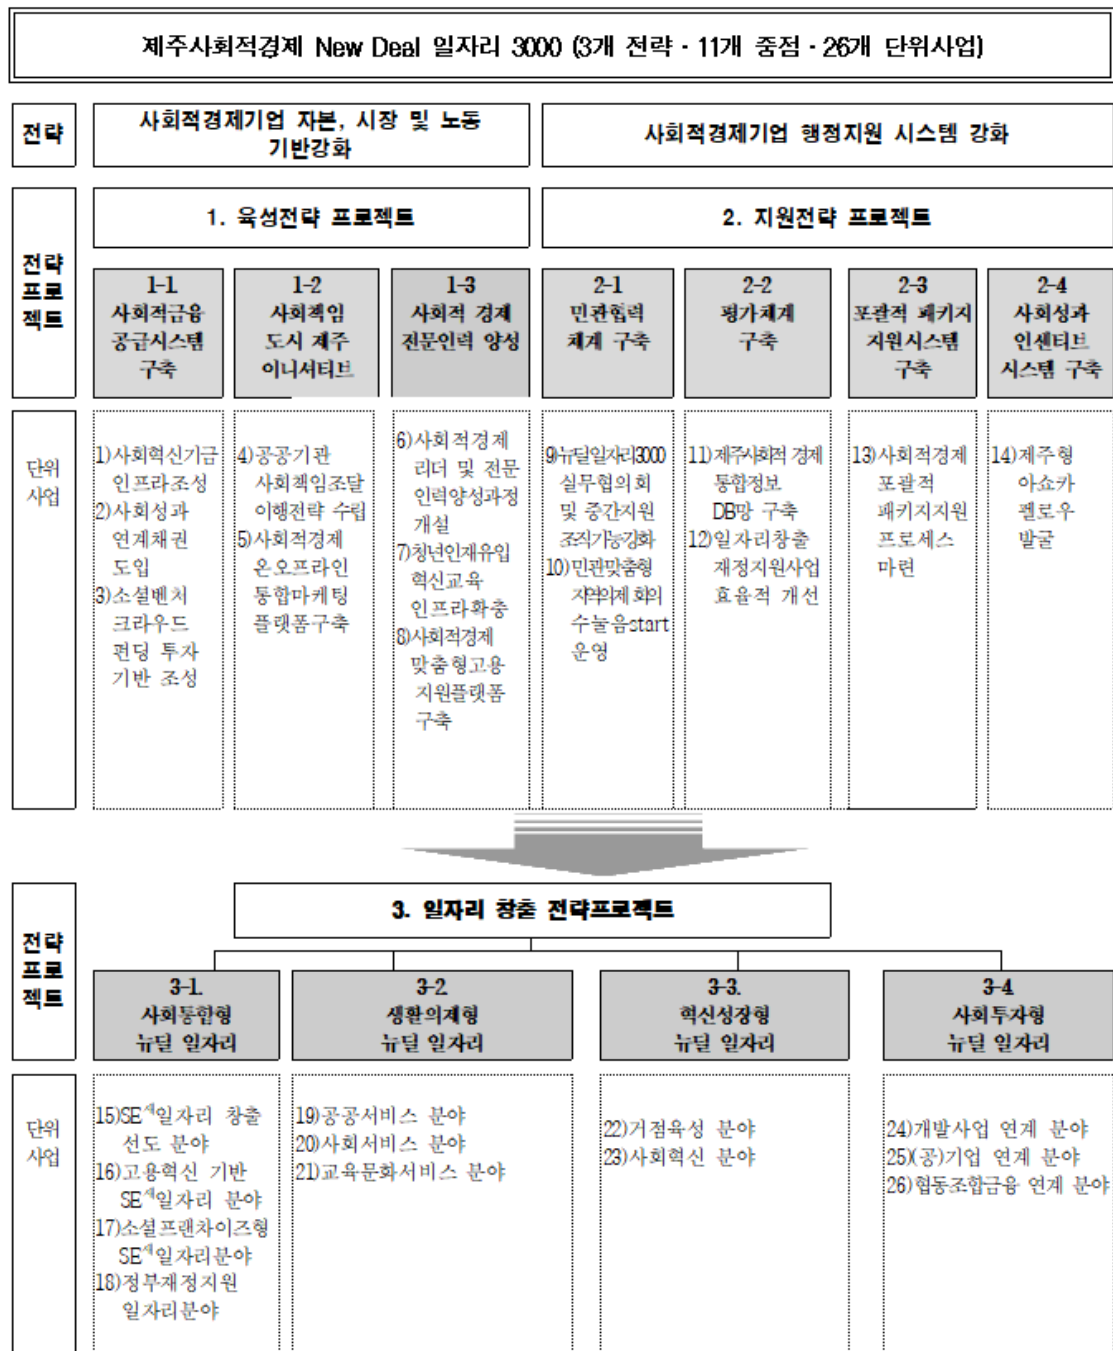 제주사회적경제 New Deal 일자리 3000 (3개 전략 · 11개 중점 · 26개 단위사업)
전략
사회적경제기업 자본, 시장 및 노동
기반강화
사회적경제기업 행정지원 시스템 강화
전략
프로
젝트
1. 육성전략 프로젝트
2. 지원전략 프로젝트
1-1.
사회적금융
공급시스템
구축
1-2
사회책임
도시 제주
이니셔티브
1-3
사회적 경제
전문인력 양성
2-1
민관협력
체계 구축
2-2
평가체계
구축
2-3
포괄적 패키지
지원시스템
구축
2-4
사회성과
인센티브
시스템 구축
단위
사업
1)사회혁신기금
인프라조성
2)사회성과
연계채권
도입
3)소셜벤처
크라우드
펀딩 투자
기반 조성
4)공공기관
사회책임조달
이행전략 수립
5)사회적경제
온오프라인
통합마케팅
플랫폼구축
6)사회적경제
리더 및 전문
인력양성과정
개설
7)청년인재유입
혁신교육
인프라확충
8)사회적경제
맞춤형고용
지원플랫폼
구축
9)뉴딜일자리3000
실무협의회
및 중간지원
조직기능강화
10)민관맞춤형
지역의제 회의
수눌음start
운영
11)제주사회적 경제
통합정보
DB망 구축
12)일자리창출
재정지원사업
효율적 개선
13)사회적경제
포괄적
패키지지원
프로세스
마련
14)제주형
아쇼카
펠로우
발굴
전략
프로
젝트
3. 일자리 창출 전략프로젝트
3-1.
사회통합형
뉴딜 일자리
3-2.
생활의제형
뉴딜 일자리
3-3.
혁신성장형
뉴딜 일자리
3-4
사회투자형
뉴딜 일자리
단위
사업
15)SE새일자리 창출
선도 분야
16)고용혁신 기반
SE새일자리 분야
17)소셜프랜차이즈형
SE새일자리분야
18)정부재정지원
일자리분야
19)공공서비스 분야
20)사회서비스 분야
21)교육문화서비스 분야
22)거점육성 분야
23)사회혁신 분야
24)개발사업 연계 분야
25)(공)기업 연계 분야
26)협동조합금융 연계 분야